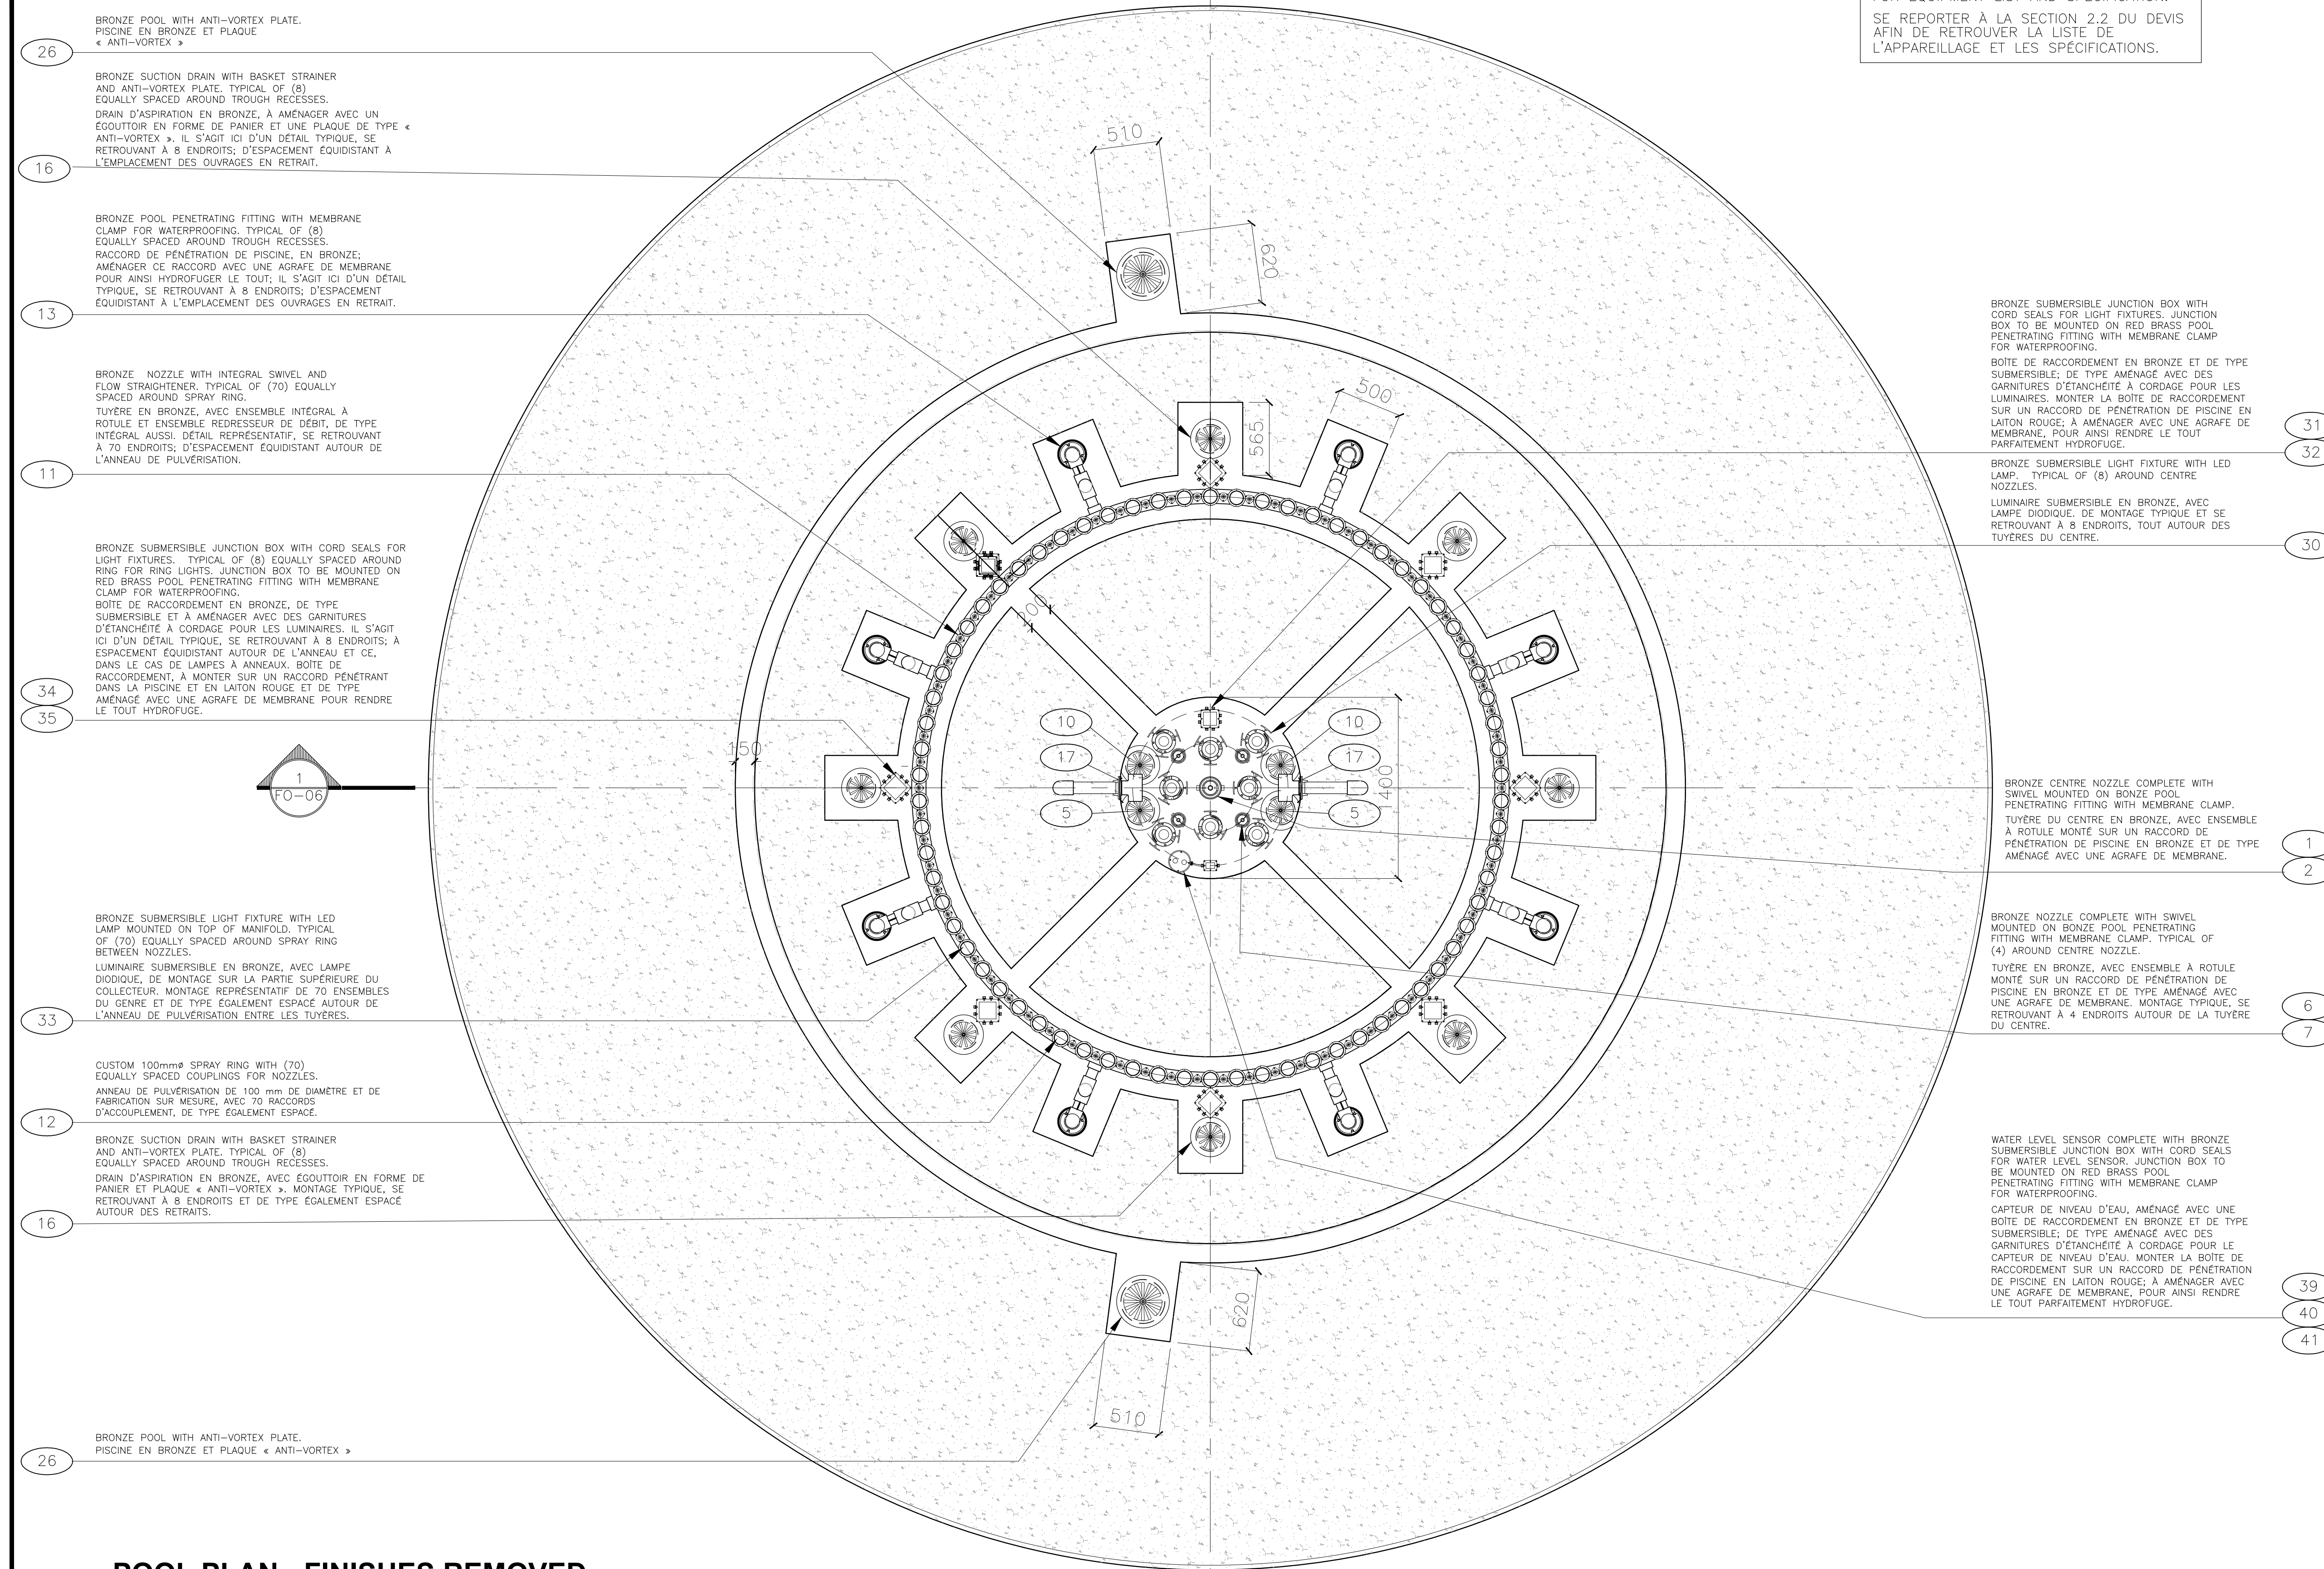 BRONZE POOL WITH ANTI-VORTEX PLATE.
PISCINE EN BRONZE ET PLAQUE
« ANTI-VORTEX »
26
BRONZE SUCTION DRAIN WITH BASKET STRAINER
AND ANTI-VORTEX PLATE. TYPICAL OF (8)
EQUALLY SPACED AROUND TROUGH RECESSES.
DRAIN D'ASPIRATION EN BRONZE, À AMÉNAGER AVEC UN
ÉGOUTTOIR EN FORME DE PANIER ET UNE PLAQUE DE TYPE «
ANTI-VORTEX ». IL S'AGIT ICI D'UN DÉTAIL TYPIQUE, SE
RETROUVANT À 8 ENDROITS; D'ESPACEMENT ÉQUIDISTANT À
L'EMPLACEMENT DES OUVRAGES EN RETRAIT.
16
BRONZE POOL PENETRATING FITTING WITH MEMBRANE
CLAMP FOR WATERPROOFING. TYPICAL OF (8)
EQUALLY SPACED AROUND TROUGH RECESSES.
RACCORD DE PÉNÉTRATION DE PISCINE, EN BRONZE;
AMÉNAGER CE RACCORD AVEC UNE AGRAFE DE MEMBRANE
POUR AINSI HYDROFUGER LE TOUT; IL S'AGIT ICI D'UN DÉTAIL
TYPIQUE, SE RETROUVANT À 8 ENDROITS; D'ESPACEMENT
ÉQUIDISTANT À L'EMPLACEMENT DES OUVRAGES EN RETRAIT.
13
BRONZE NOZZLE WITH INTEGRAL SWIVEL AND
FLOW STRAIGHTENER. TYPICAL OF (70) EQUALLY
SPACED AROUND SPRAY RING.
TUYÈRE EN BRONZE, AVEC ENSEMBLE INTÉGRAL À
ROTULE ET ENSEMBLE REDRESSEUR DE DÉBIT, DE TYPE
INTÉGRAL AUSSI. DÉTAIL REPRÉSENTATIF, SE RETROUVANT
À 70 ENDROITS; D'ESPACEMENT ÉQUIDISTANT AUTOUR DE
L'ANNEAU DE PULVÉRISATION.
11
BRONZE SUBMERSIBLE JUNCTION BOX WITH CORD SEALS FOR
LIGHT FIXTURES. TYPICAL OF (8) EQUALLY SPACED AROUND
RING FOR RING LIGHTS. JUNCTION BOX TO BE MOUNTED ON
RED BRASS POOL PENETRATING FITTING WITH MEMBRANE
CLAMP FOR WATERPROOFING.
BOÎTE DE RACCORDEMENT EN BRONZE, DE TYPE
SUBMERSIBLE ET À AMÉNAGER AVEC DES GARNITURES
D'ÉTANCHÉITÉ À CORDAGE POUR LES LUMINAIRES. IL S'AGIT
ICI D'UN DÉTAIL TYPIQUE, SE RETROUVANT À 8 ENDROITS; À
ESPACEMENT ÉQUIDISTANT AUTOUR DE L'ANNEAU ET CE,
DANS LE CAS DE LAMPES À ANNEAUX. BOÎTE DE
RACCORDEMENT, À MONTER SUR UN RACCORD PÉNÉTRANT
DANS LA PISCINE ET EN LAITON ROUGE ET DE TYPE
AMÉNAGÉ AVEC UNE AGRAFE DE MEMBRANE POUR RENDRE
LE TOUT HYDROFUGE.
34
35
1
FO-06
BRONZE SUBMERSIBLE LIGHT FIXTURE WITH LED
LAMP MOUNTED ON TOP OF MANIFOLD. TYPICAL
OF (70) EQUALLY SPACED AROUND SPRAY RING
BETWEEN NOZZLES.
LUMINAIRE SUBMERSIBLE EN BRONZE, AVEC LAMPE
DIODIQUE, DE MONTAGE SUR LA PARTIE SUPÉRIEURE DU
COLLECTEUR. MONTAGE REPRÉSENTATIF DE 70 ENSEMBLES
DU GENRE ET DE TYPE ÉGALEMENT ESPACÉ AUTOUR DE
L'ANNEAU DE PULVÉRISATION ENTRE LES TUYÈRES.
33
CUSTOM 100mmø SPRAY RING WITH (70)
EQUALLY SPACED COUPLINGS FOR NOZZLES.
ANNEAU DE PULVÉRISATION DE 100 mm DE DIAMÈTRE ET DE
FABRICATION SUR MESURE, AVEC 70 RACCORDS
D'ACCOUPLEMENT, DE TYPE ÉGALEMENT ESPACÉ.
12
BRONZE SUCTION DRAIN WITH BASKET STRAINER
AND ANTI-VORTEX PLATE. TYPICAL OF (8)
EQUALLY SPACED AROUND TROUGH RECESSES.
DRAIN D'ASPIRATION EN BRONZE, AVEC ÉGOUTTOIR EN FORME DE
PANIER ET PLAQUE « ANTI-VORTEX ». MONTAGE TYPIQUE, SE
RETROUVANT À 8 ENDROITS ET DE TYPE ÉGALEMENT ESPACÉ
AUTOUR DES RETRAITS.
16
BRONZE POOL WITH ANTI-VORTEX PLATE.
PISCINE EN BRONZE ET PLAQUE « ANTI-VORTEX »
26
POOL PLAN - FINISHES REMOVED
510
620
500
565
200
150
10
17
5
10
17
5
1400
620
510
FOR EQUIPMENT LIST AND SPECIFICATION.
SE REPORTER À LA SECTION 2.2 DU DEVIS
AFIN DE RETROUVER LA LISTE DE
L'APPAREILLAGE ET LES SPÉCIFICATIONS.
BRONZE SUBMERSIBLE JUNCTION BOX WITH
CORD SEALS FOR LIGHT FIXTURES. JUNCTION
BOX TO BE MOUNTED ON RED BRASS POOL
PENETRATING FITTING WITH MEMBRANE CLAMP
FOR WATERPROOFING.
BOÎTE DE RACCORDEMENT EN BRONZE ET DE TYPE
SUBMERSIBLE; DE TYPE AMÉNAGÉ AVEC DES
GARNITURES D'ÉTANCHÉITÉ À CORDAGE POUR LES
LUMINAIRES. MONTER LA BOÎTE DE RACCORDEMENT
SUR UN RACCORD DE PÉNÉTRATION DE PISCINE EN
LAITON ROUGE; À AMÉNAGER AVEC UNE AGRAFE DE
MEMBRANE, POUR AINSI RENDRE LE TOUT
PARFAITEMENT HYDROFUGE.
31
32
BRONZE SUBMERSIBLE LIGHT FIXTURE WITH LED
LAMP. TYPICAL OF (8) AROUND CENTRE
NOZZLES.
LUMINAIRE SUBMERSIBLE EN BRONZE, AVEC
LAMPE DIODIQUE. DE MONTAGE TYPIQUE ET SE
RETROUVANT À 8 ENDROITS, TOUT AUTOUR DES
TUYÈRES DU CENTRE.
30
BRONZE CENTRE NOZZLE COMPLETE WITH
SWIVEL MOUNTED ON BONZE POOL
PENETRATING FITTING WITH MEMBRANE CLAMP.
TUYÈRE DU CENTRE EN BRONZE, AVEC ENSEMBLE
À ROTULE MONTÉ SUR UN RACCORD DE
PÉNÉTRATION DE PISCINE EN BRONZE ET DE TYPE
AMÉNAGÉ AVEC UNE AGRAFE DE MEMBRANE.
1
2
BRONZE NOZZLE COMPLETE WITH SWIVEL
MOUNTED ON BONZE POOL PENETRATING
FITTING WITH MEMBRANE CLAMP. TYPICAL OF
(4) AROUND CENTRE NOZZLE.
TUYÈRE EN BRONZE, AVEC ENSEMBLE À ROTULE
MONTÉ SUR UN RACCORD DE PÉNÉTRATION DE
PISCINE EN BRONZE ET DE TYPE AMÉNAGÉ AVEC
UNE AGRAFE DE MEMBRANE. MONTAGE TYPIQUE, SE
RETROUVANT À 4 ENDROITS AUTOUR DE LA TUYÈRE
DU CENTRE.
6
7
WATER LEVEL SENSOR COMPLETE WITH BRONZE
SUBMERSIBLE JUNCTION BOX WITH CORD SEALS
FOR WATER LEVEL SENSOR. JUNCTION BOX TO
BE MOUNTED ON RED BRASS POOL
PENETRATING FITTING WITH MEMBRANE CLAMP
FOR WATERPROOFING.
CAPTEUR DE NIVEAU D'EAU, AMÉNAGÉ AVEC UNE
BOÎTE DE RACCORDEMENT EN BRONZE ET DE TYPE
SUBMERSIBLE; DE TYPE AMÉNAGÉ AVEC DES
GARNITURES D'ÉTANCHÉITÉ À CORDAGE POUR LE
CAPTEUR DE NIVEAU D'EAU. MONTER LA BOÎTE DE
RACCORDEMENT SUR UN RACCORD DE PÉNÉTRATION
DE PISCINE EN LAITON ROUGE; À AMÉNAGER AVEC
UNE AGRAFE DE MEMBRANE, POUR AINSI RENDRE
LE TOUT PARFAITEMENT HYDROFUGE.
39
40
41